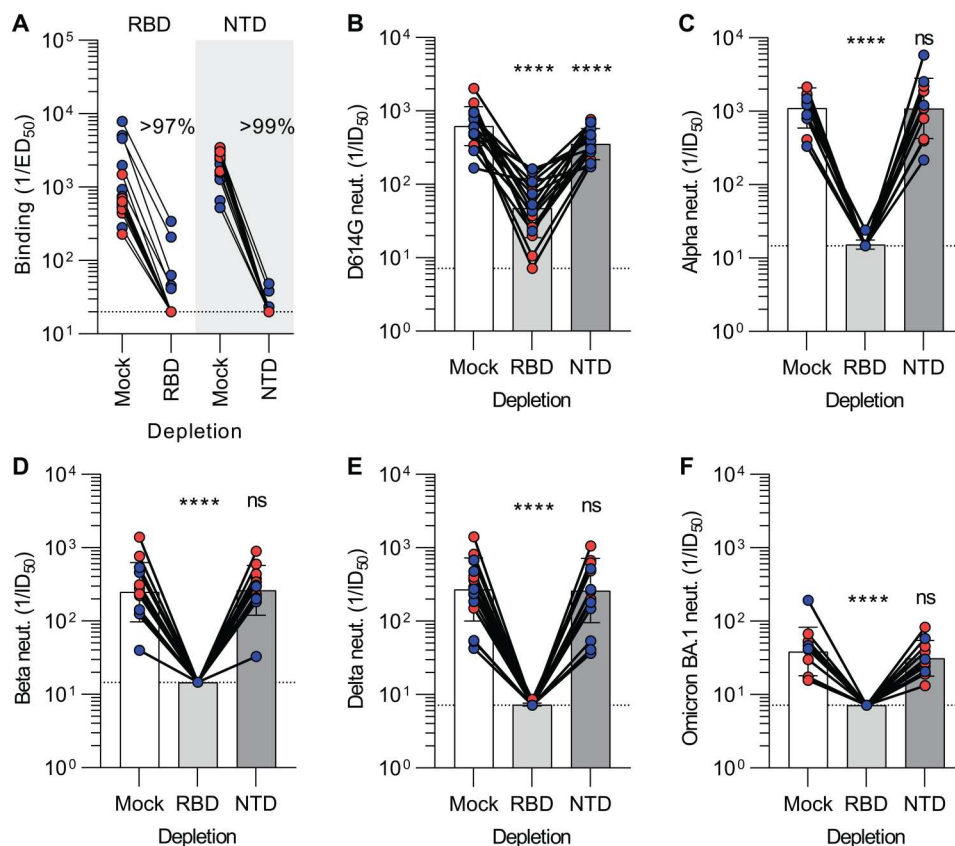 A
RBD NTD
Binding (1/ED50)
10^5
10^4
10^3
10^2
10^1
>97% >99%
Mock RBD Mock NTD
Depletion
B
D614G neut. (1/ID50)
10^4
10^3
10^2
10^1
10^0
**** ****
Mock RBD NTD
Depletion
C
Alpha neut. (1/ID50)
10^4
10^3
10^2
10^1
10^0
**** ns
Mock RBD NTD
Depletion
D
Beta neut. (1/ID50)
10^4
10^3
10^2
10^1
10^0
**** ns
Mock RBD NTD
Depletion
E
Delta neut. (1/ID50)
10^4
10^3
10^2
10^1
10^0
**** ns
Mock RBD NTD
Depletion
F
Omicron BA.1 neut. (1/ID50)
10^4
10^3
10^2
10^1
10^0
**** ns
Mock RBD NTD
Depletion